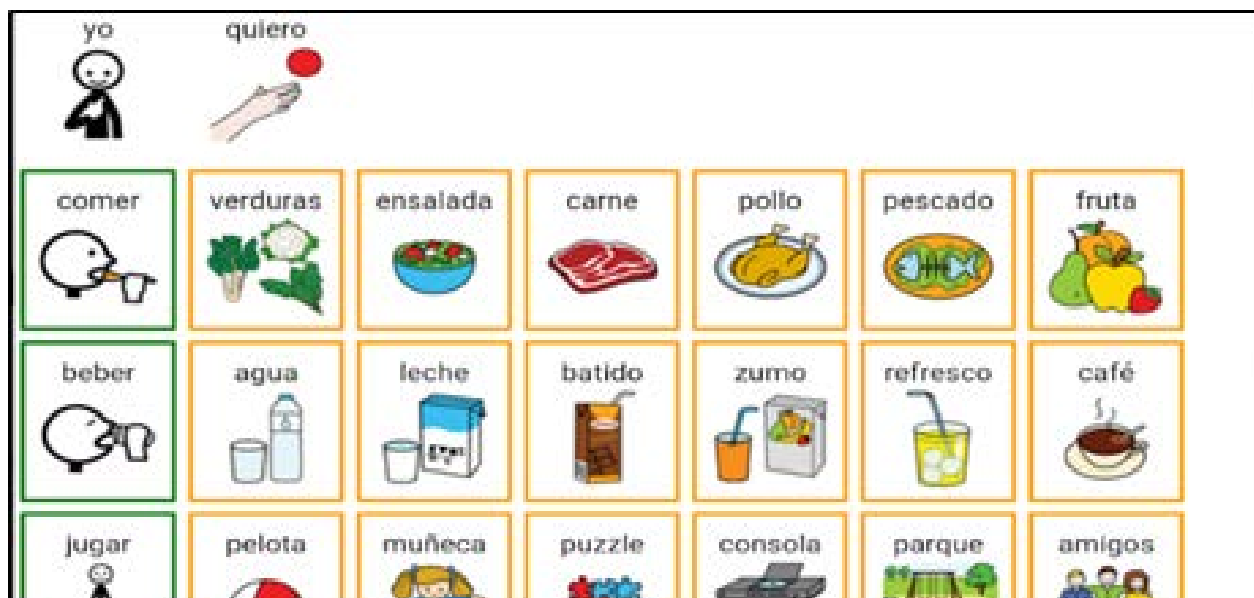 yo quiero
comer verduras ensalada carne pollo pescado fruta
beber agua leche batido zumo refresco café
jugar pelota muñeca puzzle consola parque amigos